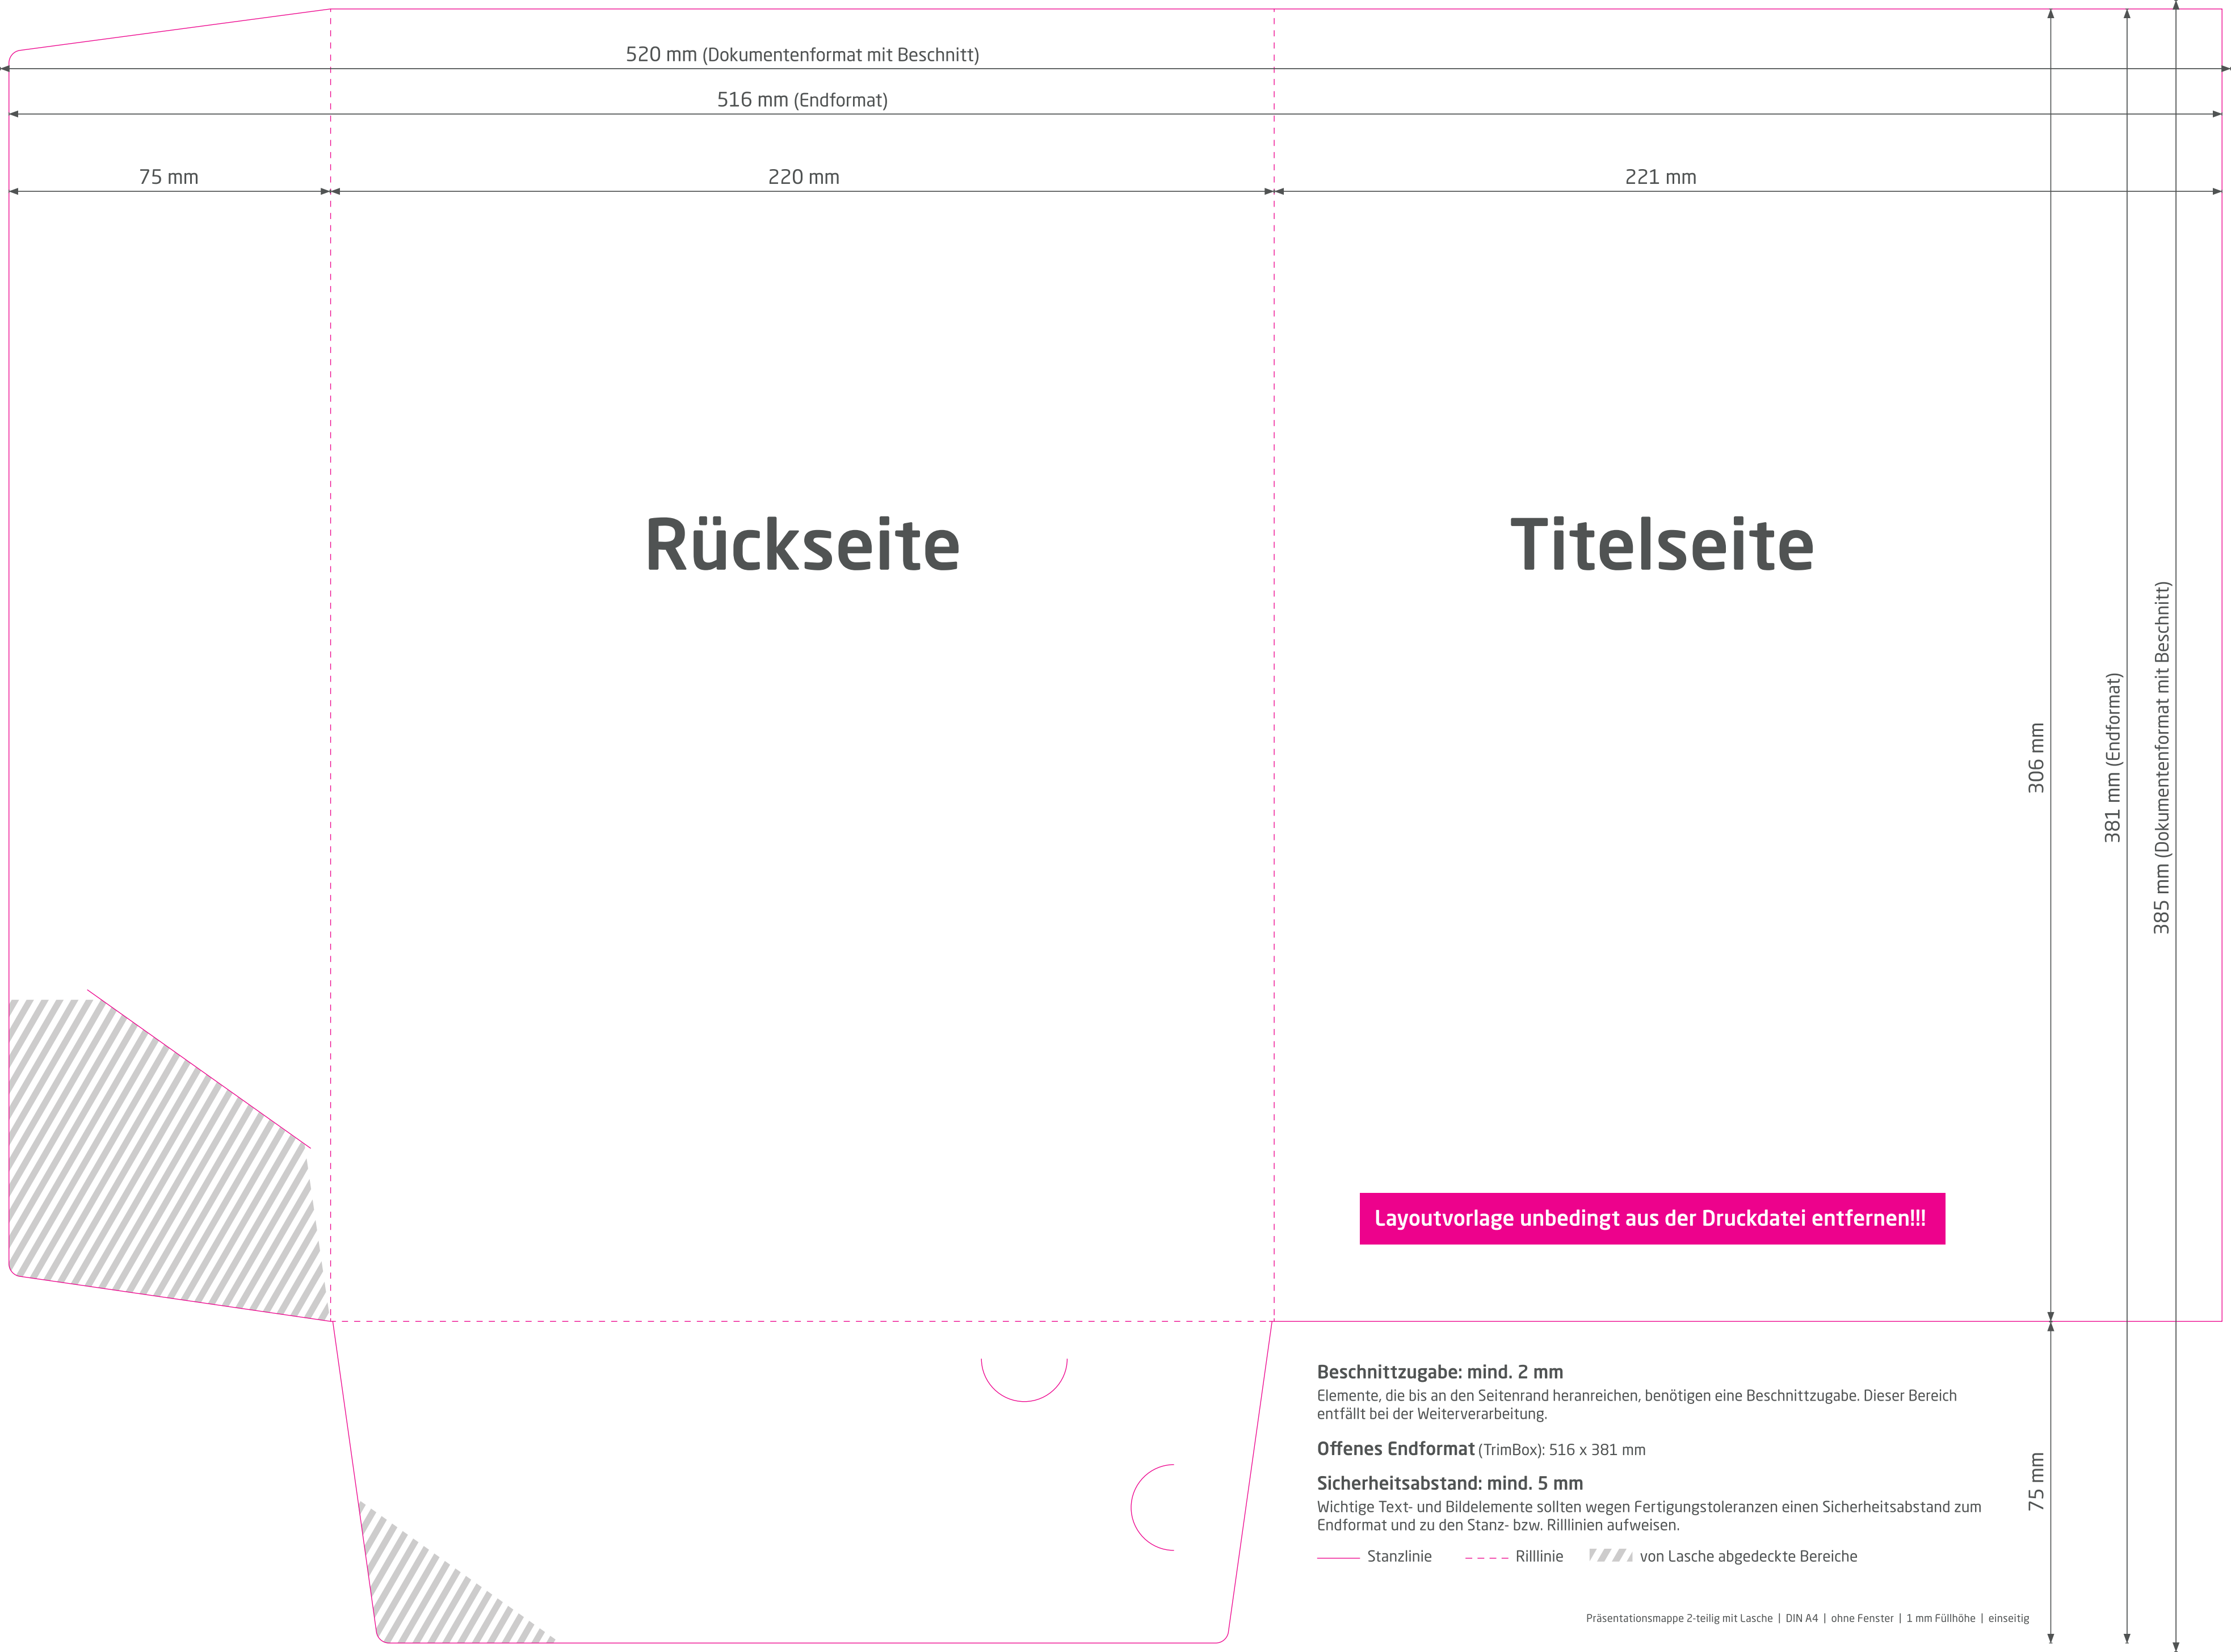 520 mm (Dokumentenformat mit Beschnitt)
516 mm (Endformat)
75 mm
220 mm
221 mm
Rückseite
Titelseite
306 mm
381 mm (Endformat)
385 mm (Dokumentenformat mit Beschnitt)
Layoutvorlage unbedingt aus der Druckdatei entfernen!!!
Beschnittzugabe: mind. 2 mm
Elemente, die bis an den Seitenrand heranreichen, benötigen eine Beschnittzugabe. Dieser Bereich
entfällt bei der Weiterverarbeitung.
Offenes Endformat (TrimBox): 516 x 381 mm
Sicherheitsabstand: mind. 5 mm
Wichtige Text- und Bildelemente sollten wegen Fertigungstoleranzen einen Sicherheitsabstand zum
Endformat und zu den Stanz- bzw. Rilllinien aufweisen.
75 mm
Stanzlinie Rilllinie von Lasche abgedeckte Bereiche
Präsentationsmappe 2-teilig mit Lasche | DIN A4 | ohne Fenster | 1 mm Füllhöhe | einseitig